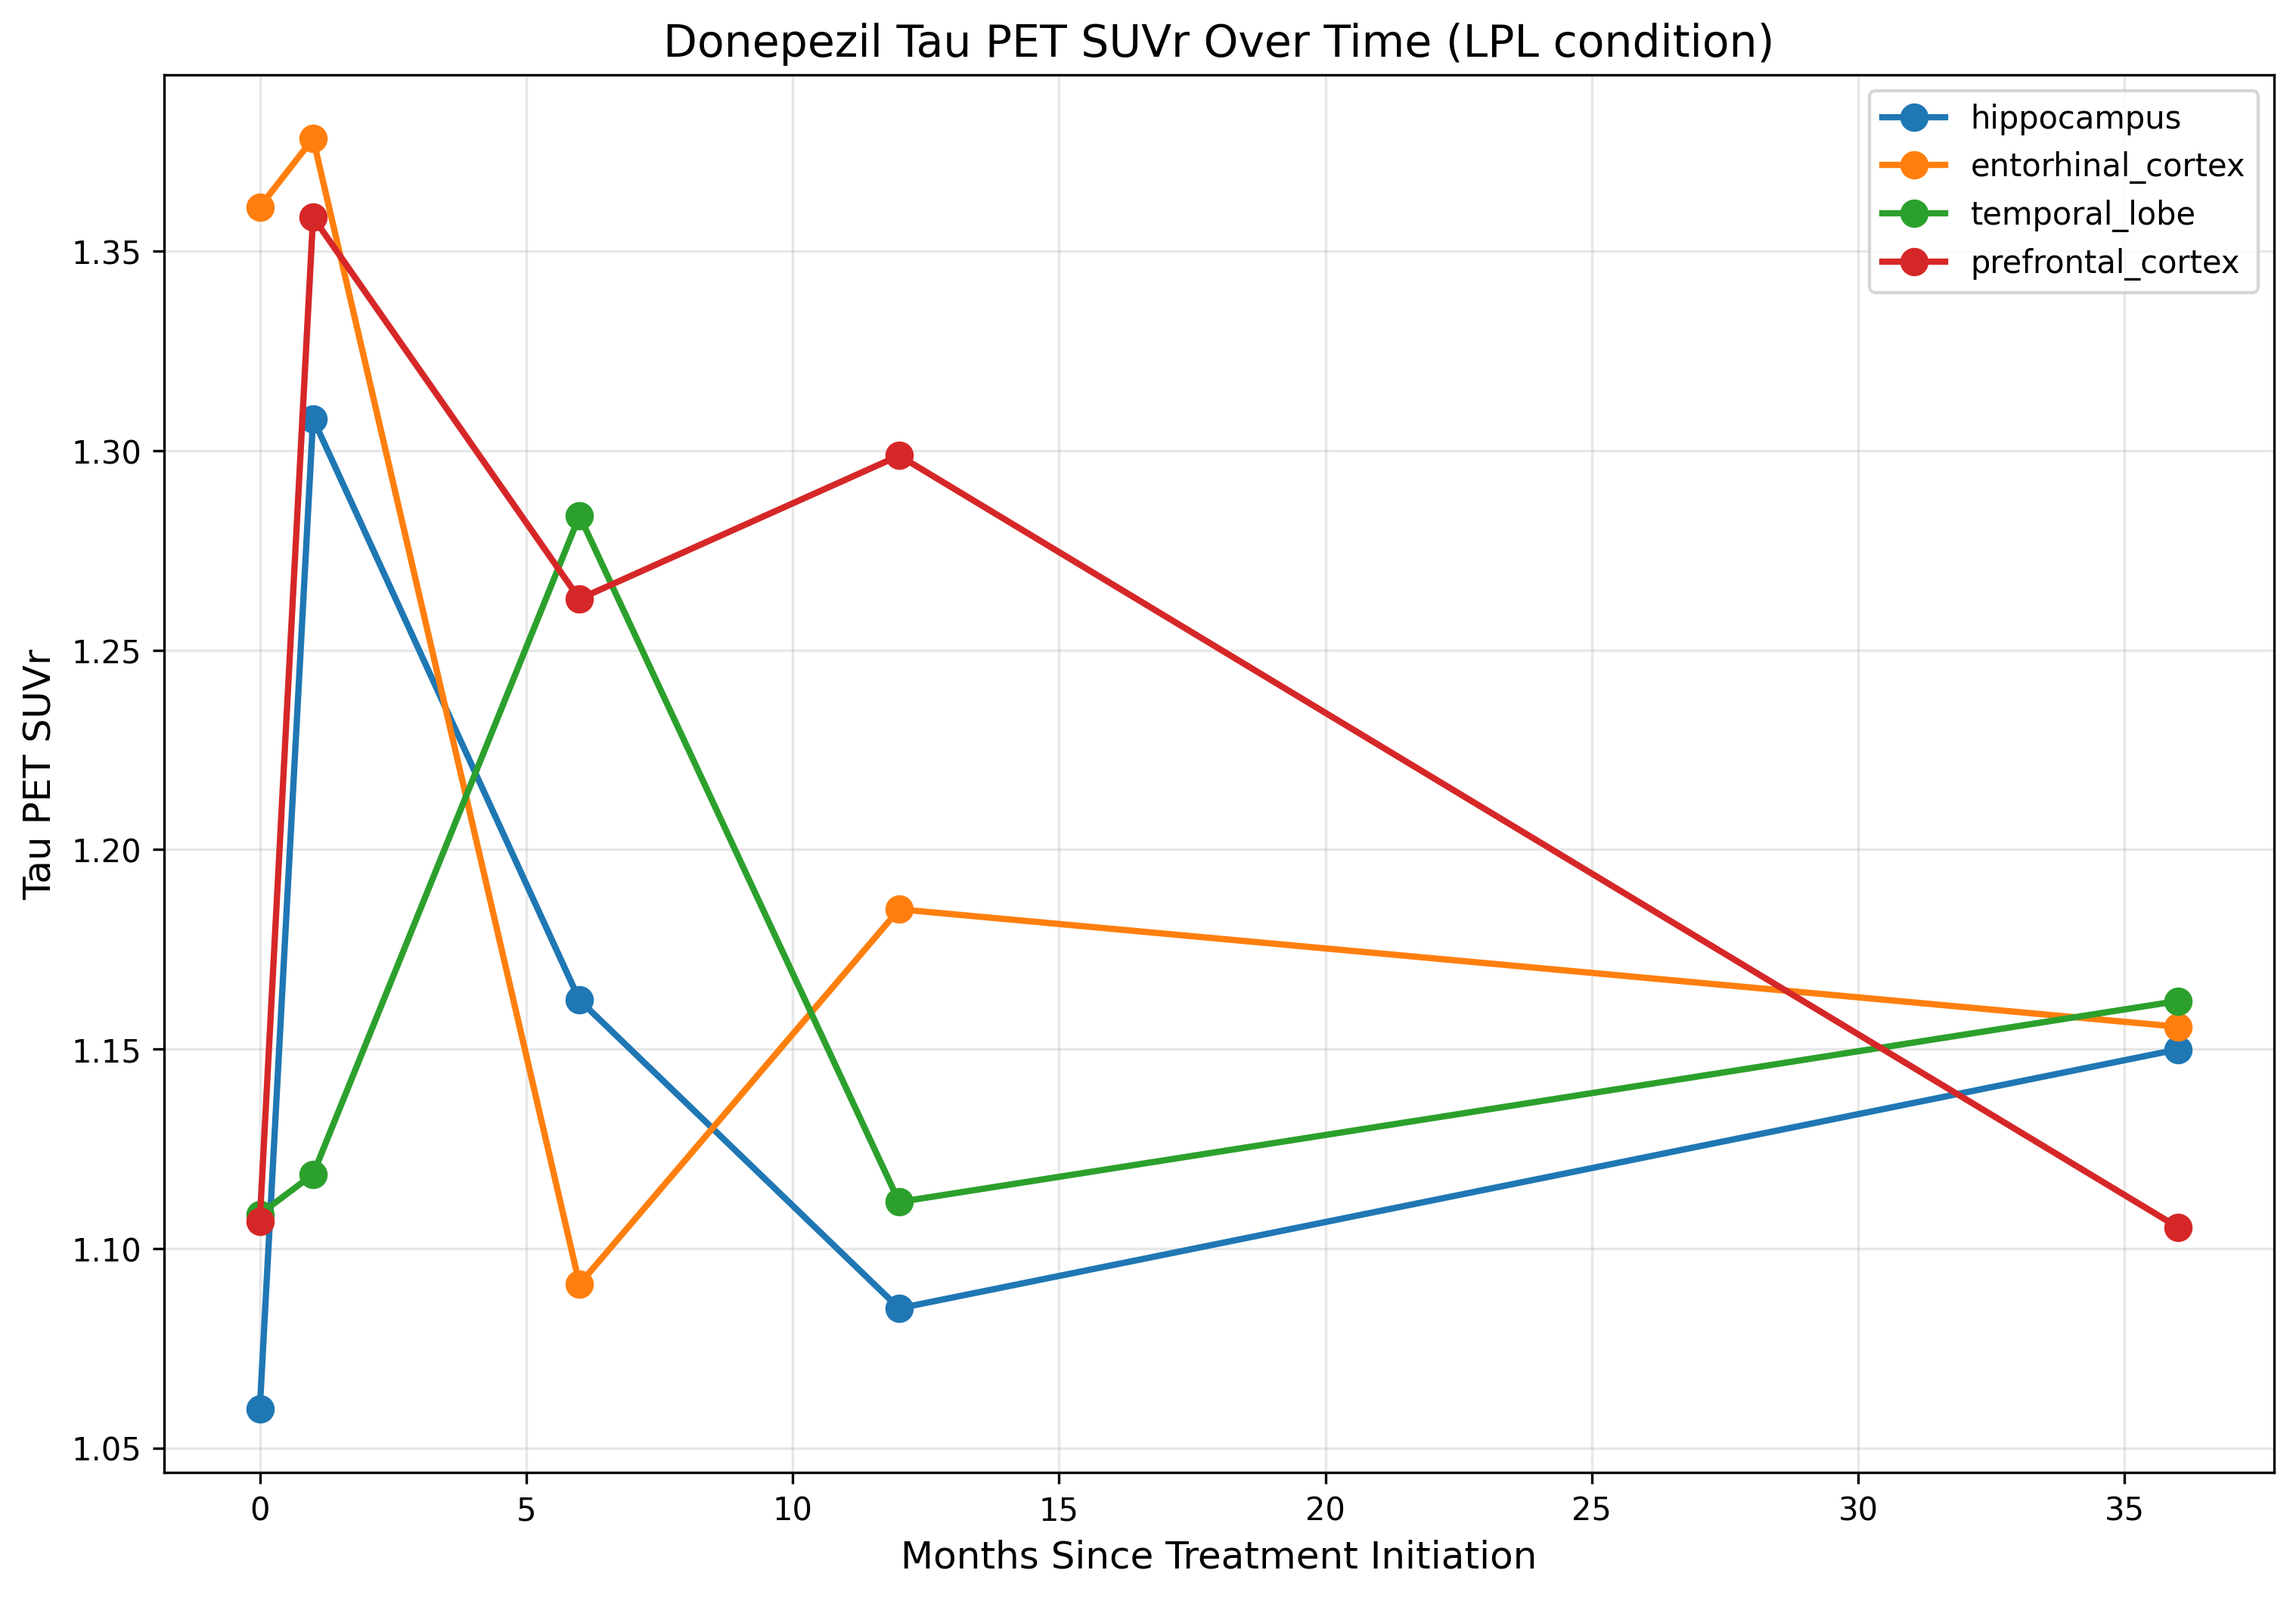 Donepezil Tau PET SUVr Over Time (LPL condition)
hippocampus
entorhinal_cortex
temporal_lobe
prefrontal_cortex
Tau PET SUVr
1.35
1.30
1.25
1.20
1.15
1.10
1.05
0 5 10 15 20 25 30 35
Months Since Treatment Initiation